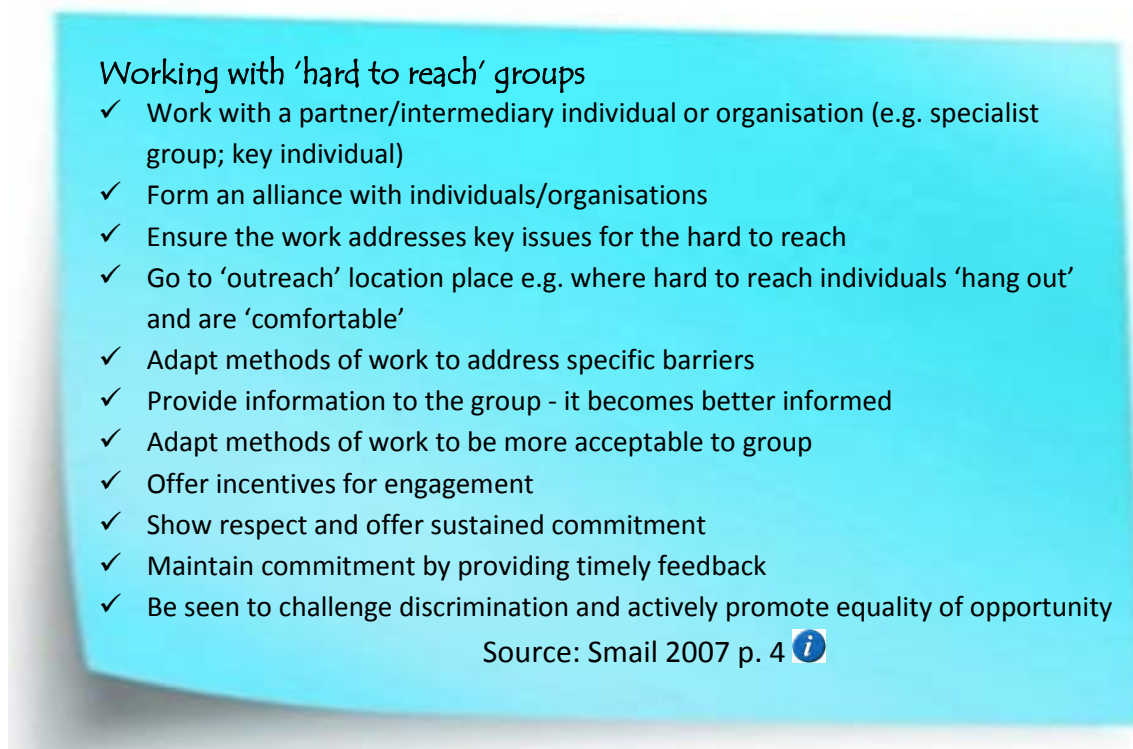 Working with ‘hard to reach’ groups
✓ Work with a partner/intermediary individual or organisation (e.g. specialist
group; key individual)
✓ Form an alliance with individuals/organisations
✓ Ensure the work addresses key issues for the hard to reach
✓ Go to ‘outreach’ location place e.g. where hard to reach individuals ‘hang out’
and are ‘comfortable’
✓ Adapt methods of work to address specific barriers
✓ Provide information to the group - it becomes better informed
✓ Adapt methods of work to be more acceptable to group
✓ Offer incentives for engagement
✓ Show respect and offer sustained commitment
✓ Maintain commitment by providing timely feedback
✓ Be seen to challenge discrimination and actively promote equality of opportunity
Source: Smail 2007 p. 4 i